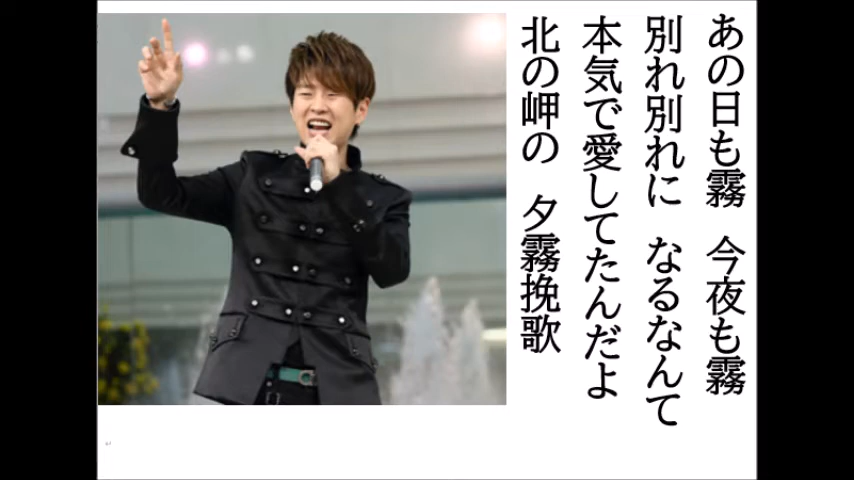 あの日も霧　今夜も霧
別れ別れに　なるなんて
本気で愛してたんだよ
北の岬の　夕霧挽歌